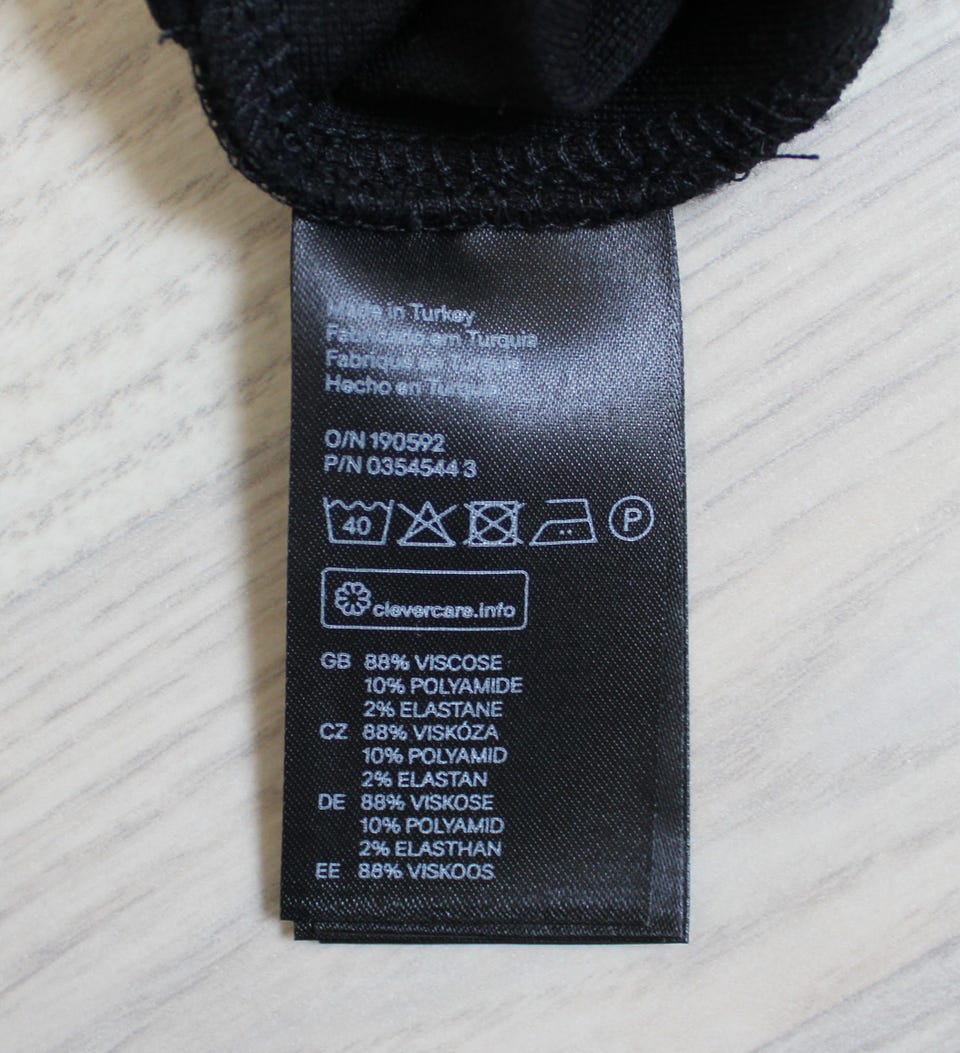 Made in Turkey
Fabricado em Turquia
Fabriqué en Turquie
Hecho en Turquía
O/N 190592
P/N 0354544 3
40
P
clevercare.info
GB 88% VISCOSE
10% POLYAMIDE
2% ELASTANE
CZ 88% VISKÓZA
10% POLYAMID
2% ELASTAN
DE 88% VISKOSE
10% POLYAMID
2% ELASTHAN
EE 88% VISKOOS